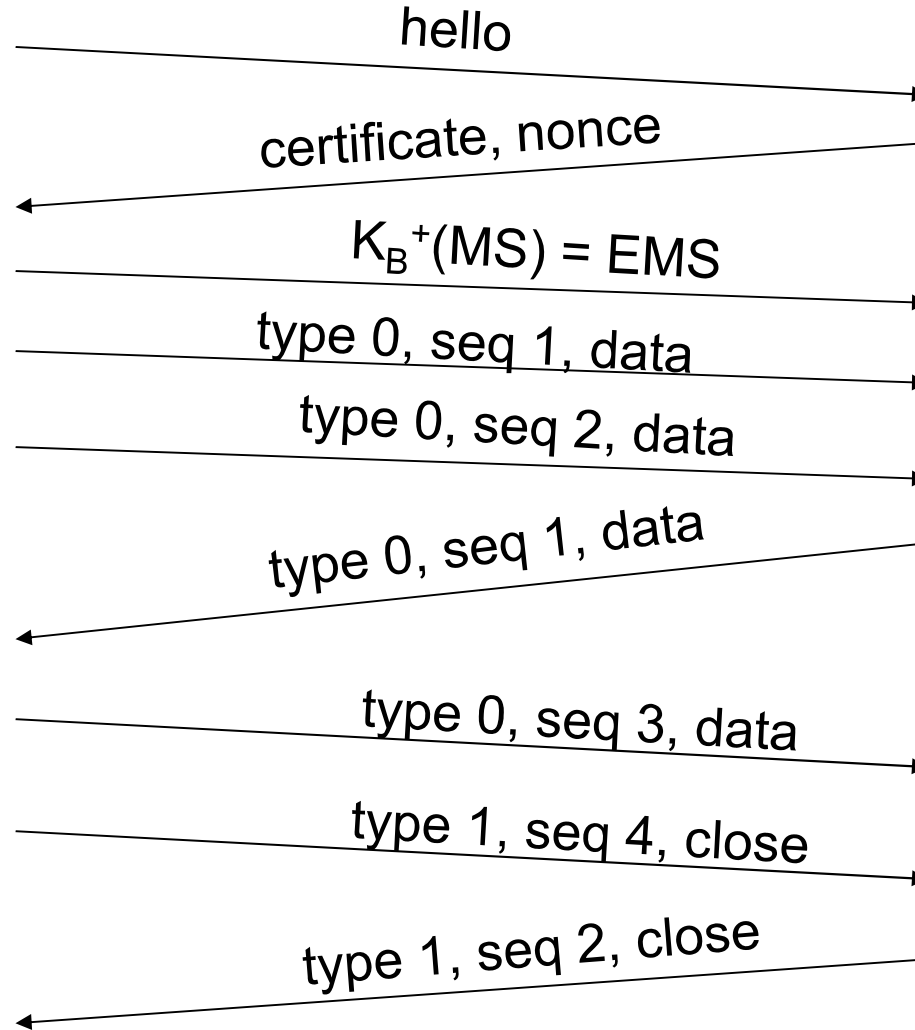 hello
certificate, nonce
K_B^+(MS) = EMS
type 0, seq 1, data
type 0, seq 2, data
type 0, seq 1, data
type 0, seq 3, data
type 1, seq 4, close
type 1, seq 2, close